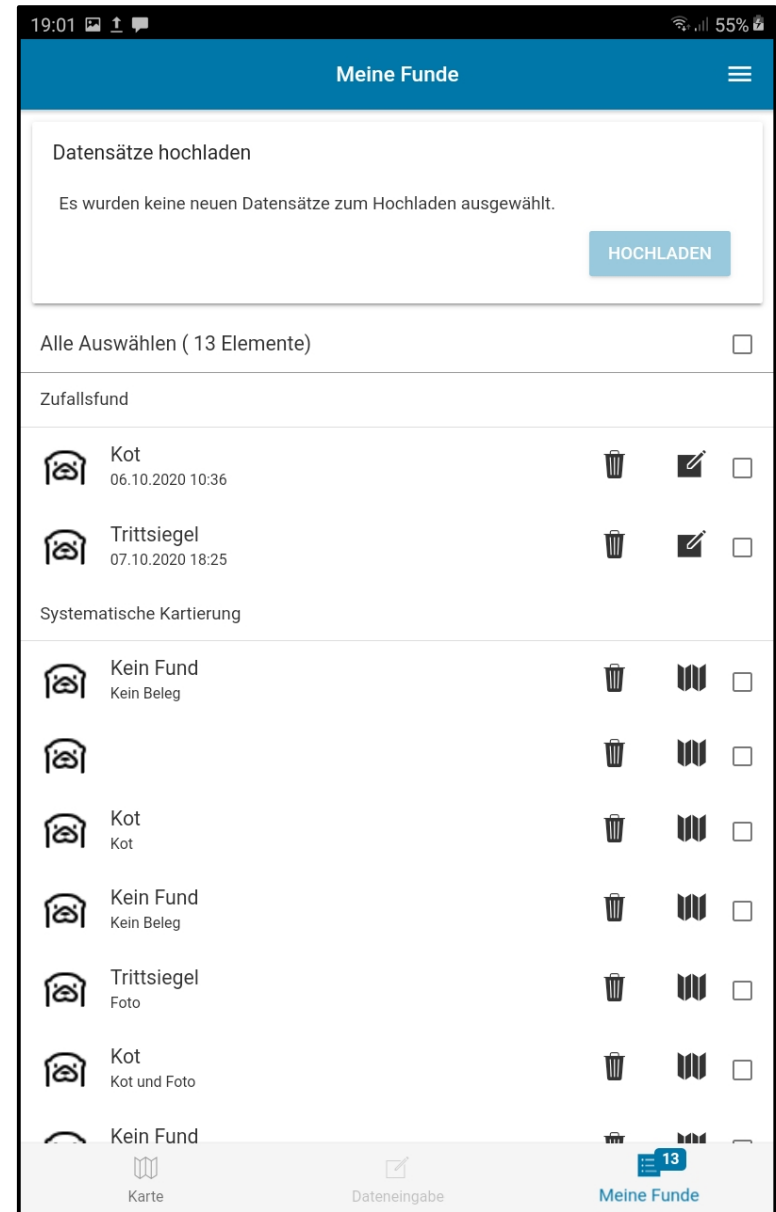 19:01 55%
Meine Funde
Datensätze hochladen
Es wurden keine neuen Datensätze zum Hochladen ausgewählt.
HOCHLADEN
Alle Auswählen ( 13 Elemente)
Zufallsfund
Kot
06.10.2020 10:36
Trittsiegel
07.10.2020 18:25
Systematische Kartierung
Kein Fund
Kein Beleg
Kot
Kot
Kein Fund
Kein Beleg
Trittsiegel
Foto
Kot
Kot und Foto
Kein Fund
13
Karte Dateneingabe Meine Funde